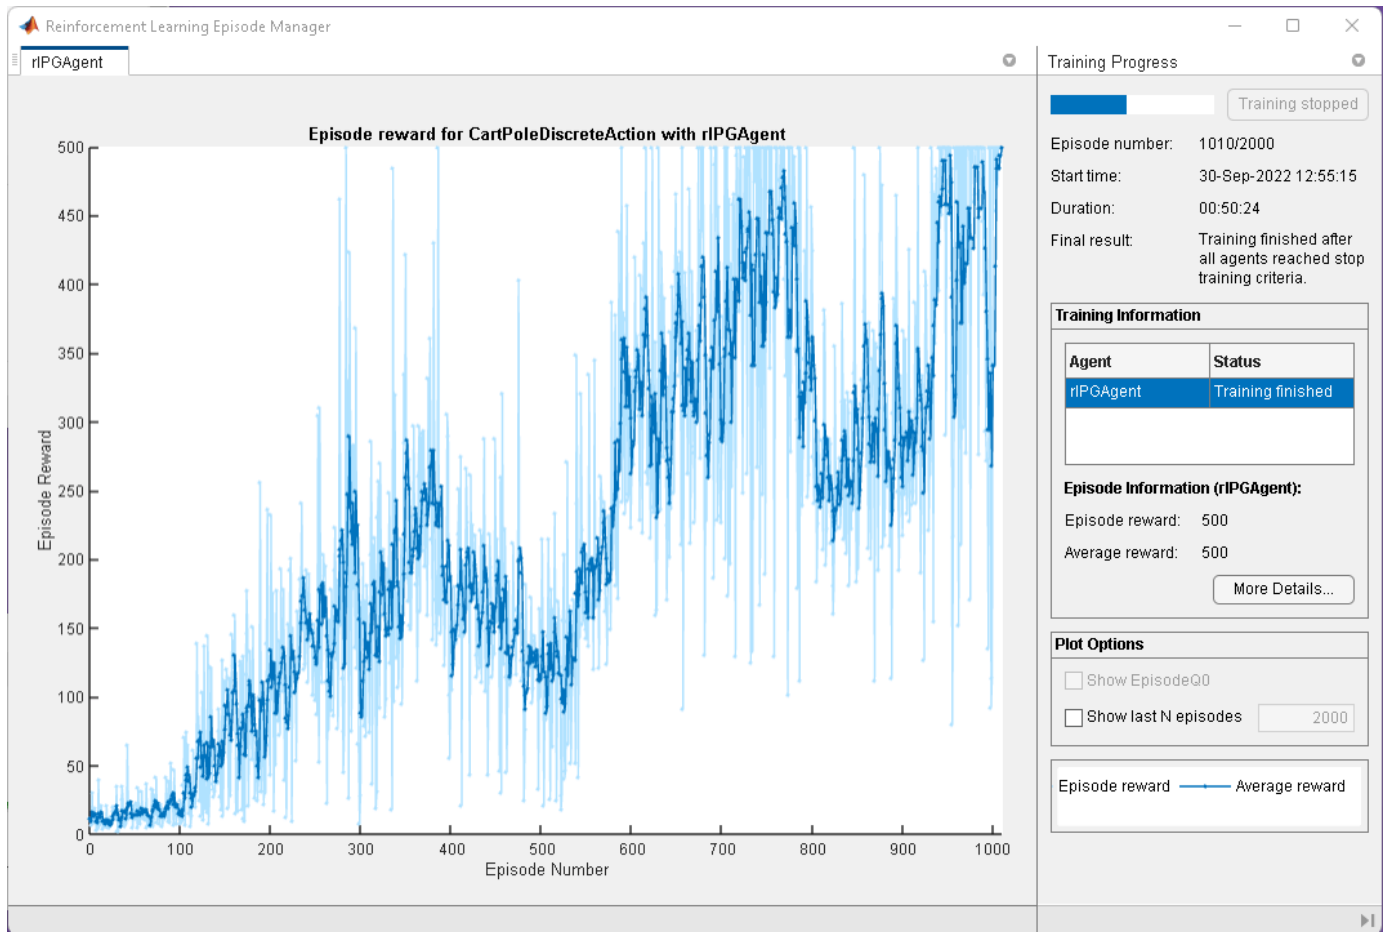 Reinforcement Learning Episode Manager
rlPGAgent
Episode reward for CartPoleDiscreteAction with rlPGAgent
500
450
400
350
300
250
200
150
100
50
0
Episode Reward
0 100 200 300 400 500 600 700 800 900 1000
Episode Number
Training Progress
Training stopped
Episode number: 1010/2000
Start time: 30-Sep-2022 12:55:15
Duration: 00:50:24
Final result: Training finished after
all agents reached stop
training criteria.
Training Information
Agent Status
rlPGAgent Training finished
Episode Information (rlPGAgent):
Episode reward: 500
Average reward: 500
More Details...
Plot Options
Show EpisodeQ0
Show last N episodes 2000
Episode reward Average reward